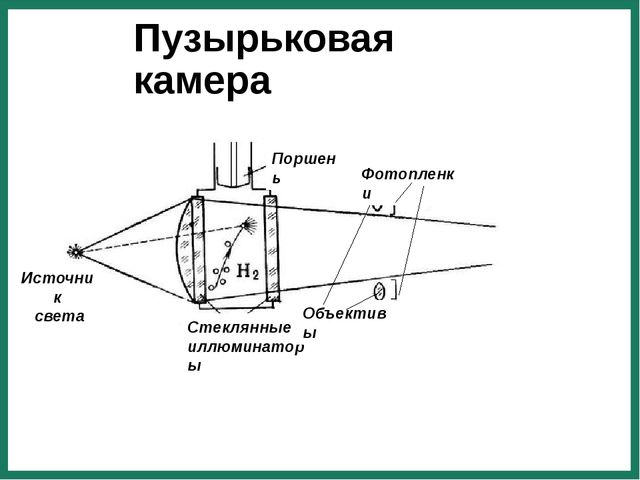 Пузырьковая
камера
Поршен
ь
Фотопленк
и
Источни
к
света
H₂
Объектив
ы
Стеклянные
иллюминатор
ы